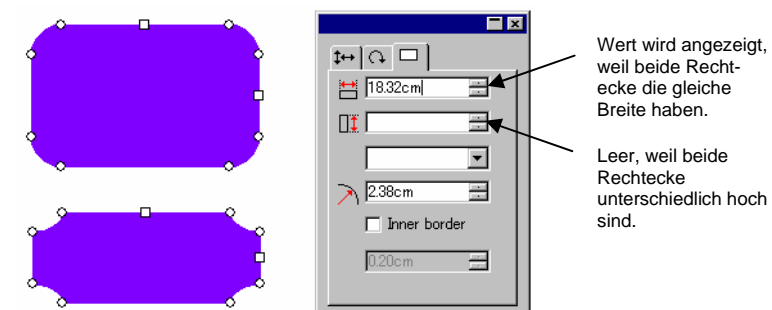 18.32cm
2.38cm
Inner border
0.20cm
Wert wird angezeigt,
weil beide Recht-
ecke die gleiche
Breite haben.
Leer, weil beide
Rechtecke
unterschiedlich hoch
sind.